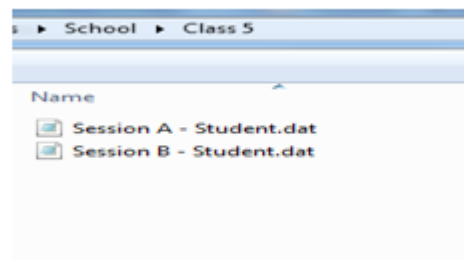 School ▸ Class 5
Name
Session A - Student.dat
Session B - Student.dat